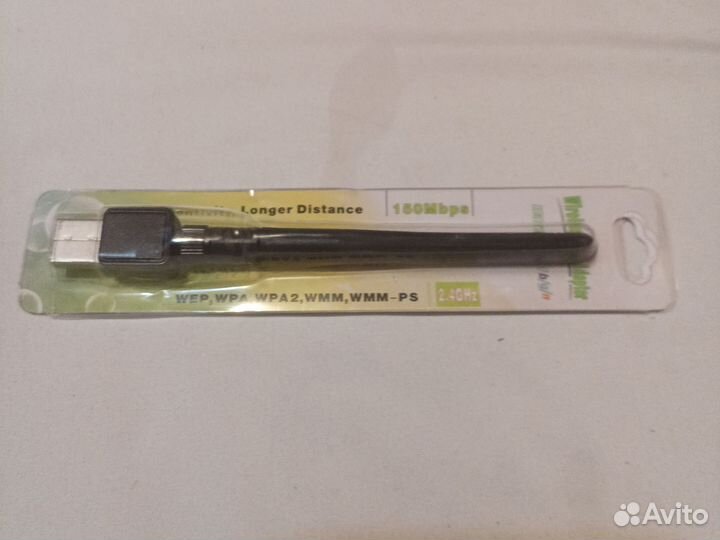 Longer Distance
150Mbps
WEP,WPA,WPA2,WMM,WMM-PS
2.4GHz
b/g/n
Avito